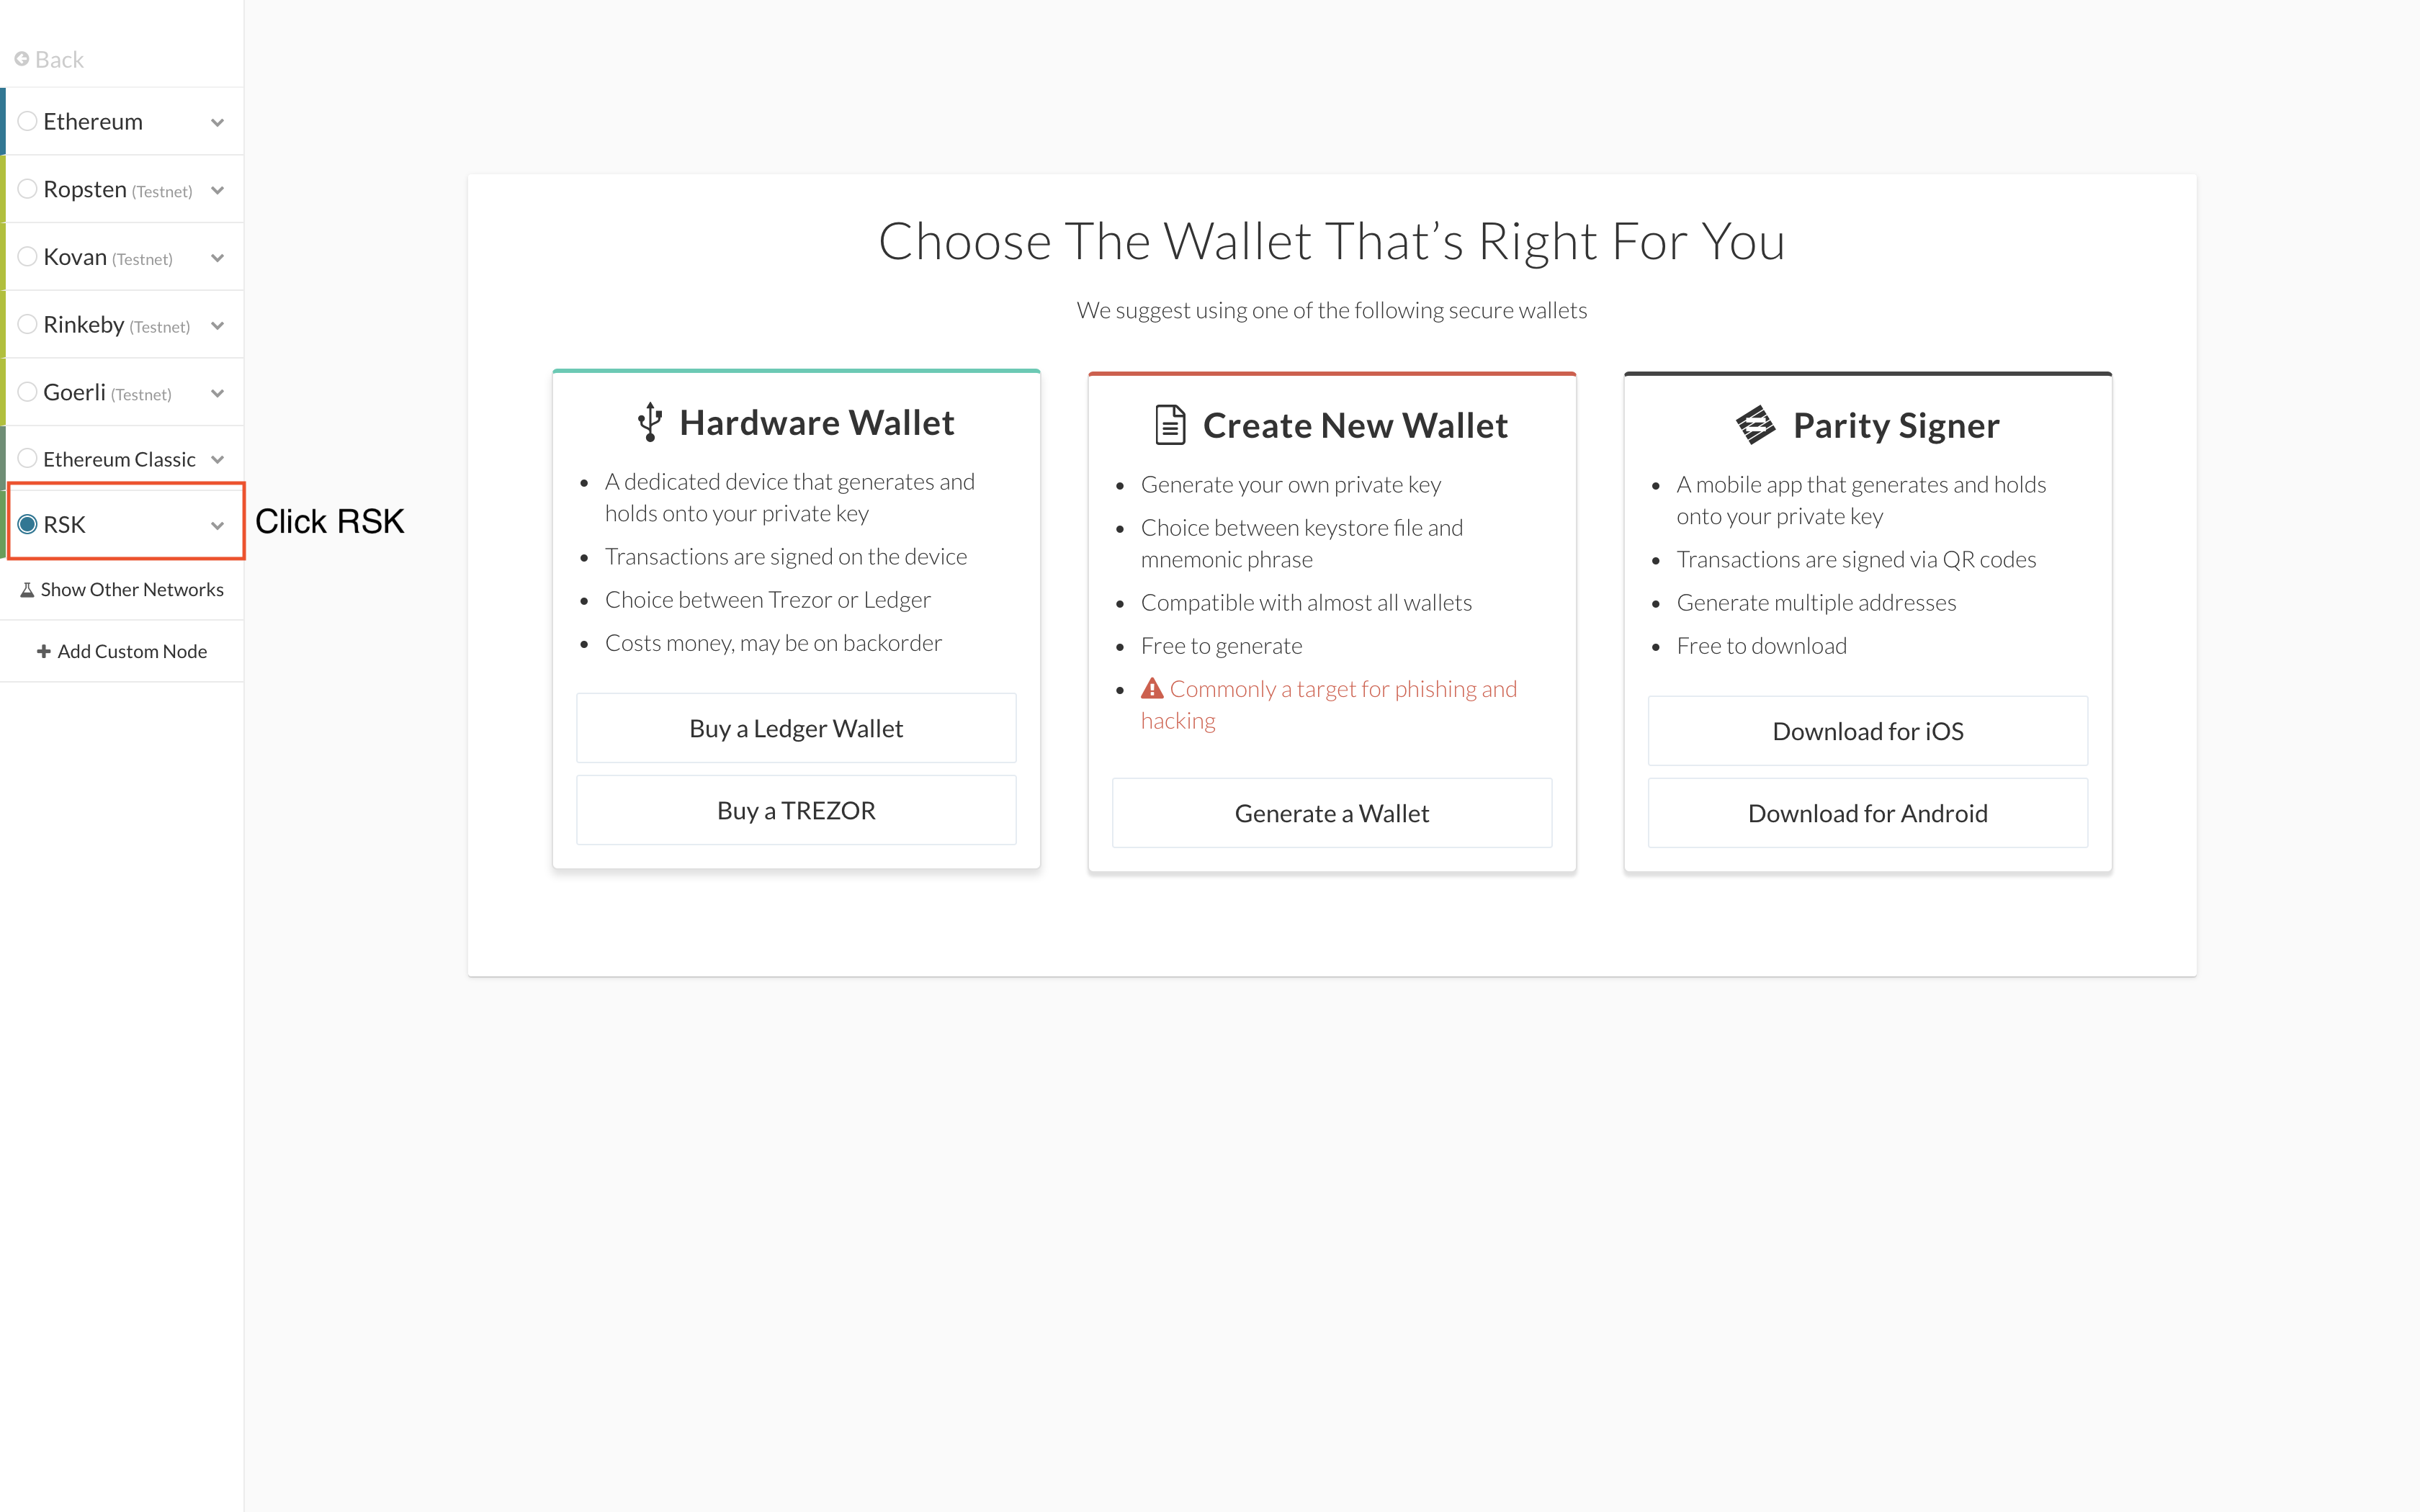 Back
Ethereum
Ropsten (Testnet)
Kovan (Testnet)
Rinkeby (Testnet)
Goerli (Testnet)
Ethereum Classic
RSK
Click RSK
Show Other Networks
Add Custom Node
Choose The Wallet That’s Right For You
We suggest using one of the following secure wallets
Hardware Wallet
A dedicated device that generates and
holds onto your private key
Transactions are signed on the device
Choice between Trezor or Ledger
Costs money, may be on backorder
Buy a Ledger Wallet
Buy a TREZOR
Create New Wallet
Generate your own private key
Choice between keystore file and
mnemonic phrase
Compatible with almost all wallets
Free to generate
Commonly a target for phishing and
hacking
Generate a Wallet
Parity Signer
A mobile app that generates and holds
onto your private key
Transactions are signed via QR codes
Generate multiple addresses
Free to download
Download for iOS
Download for Android